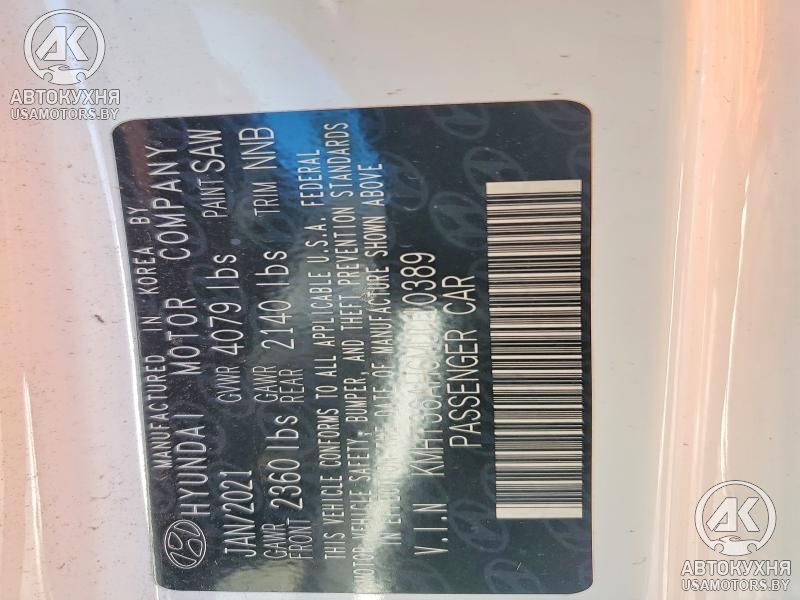 AK
АВТОКУХНЯ
USAMOTORS.BY
MANUFACTURED IN KOREA BY
HYUNDAI MOTOR COMPANY
JAN/2021 GVWR 4079 lbs PAINT SAW
GAWR FRONT 2360 lbs GAWR REAR 2140 lbs TRIM NNB
THIS VEHICLE CONFORMS TO ALL APPLICABLE U.S.A. FEDERAL
MOTOR VEHICLE SAFETY, BUMPER, AND THEFT PREVENTION STANDARDS
IN EFFECT ON THE DATE OF MANUFACTURE SHOWN ABOVE
V.I.N
PASSENGER CAR
AK
АВТОКУХНЯ
USAMOTORS.BY